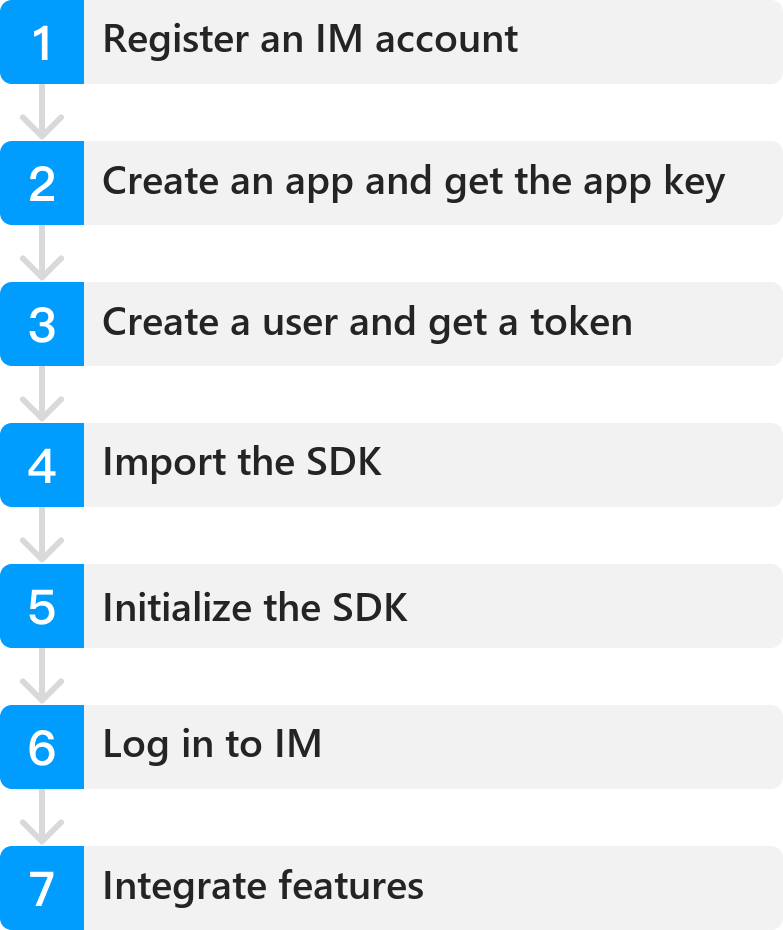 1 Register an IM account
2 Create an app and get the app key
3 Create a user and get a token
4 Import the SDK
5 Initialize the SDK
6 Log in to IM
7 Integrate features